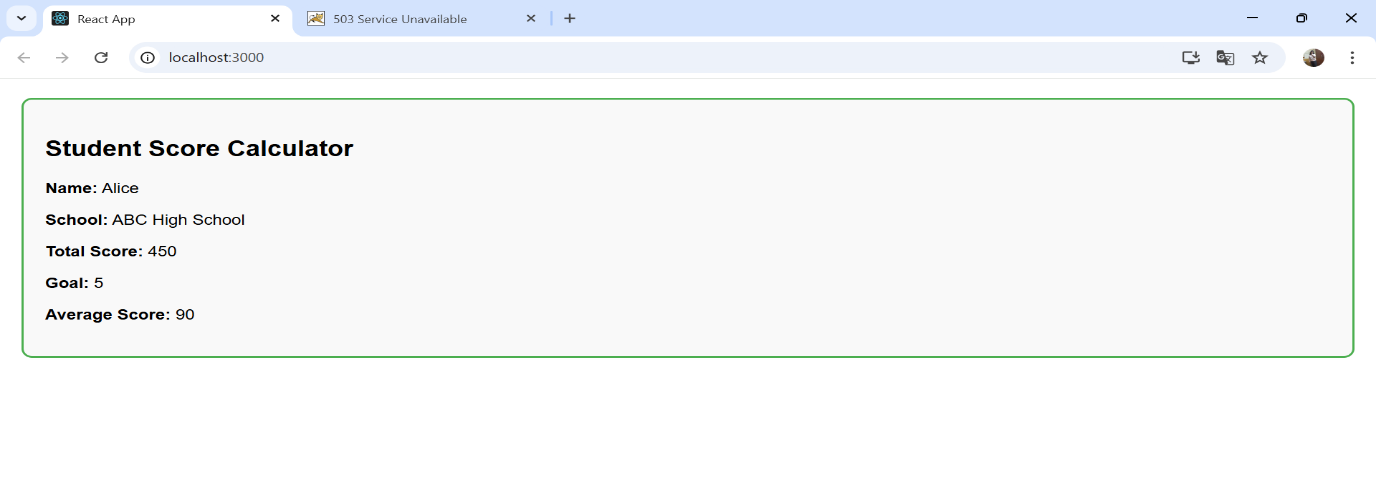 React App
503 Service Unavailable
localhost:3000
Student Score Calculator
Name: Alice
School: ABC High School
Total Score: 450
Goal: 5
Average Score: 90